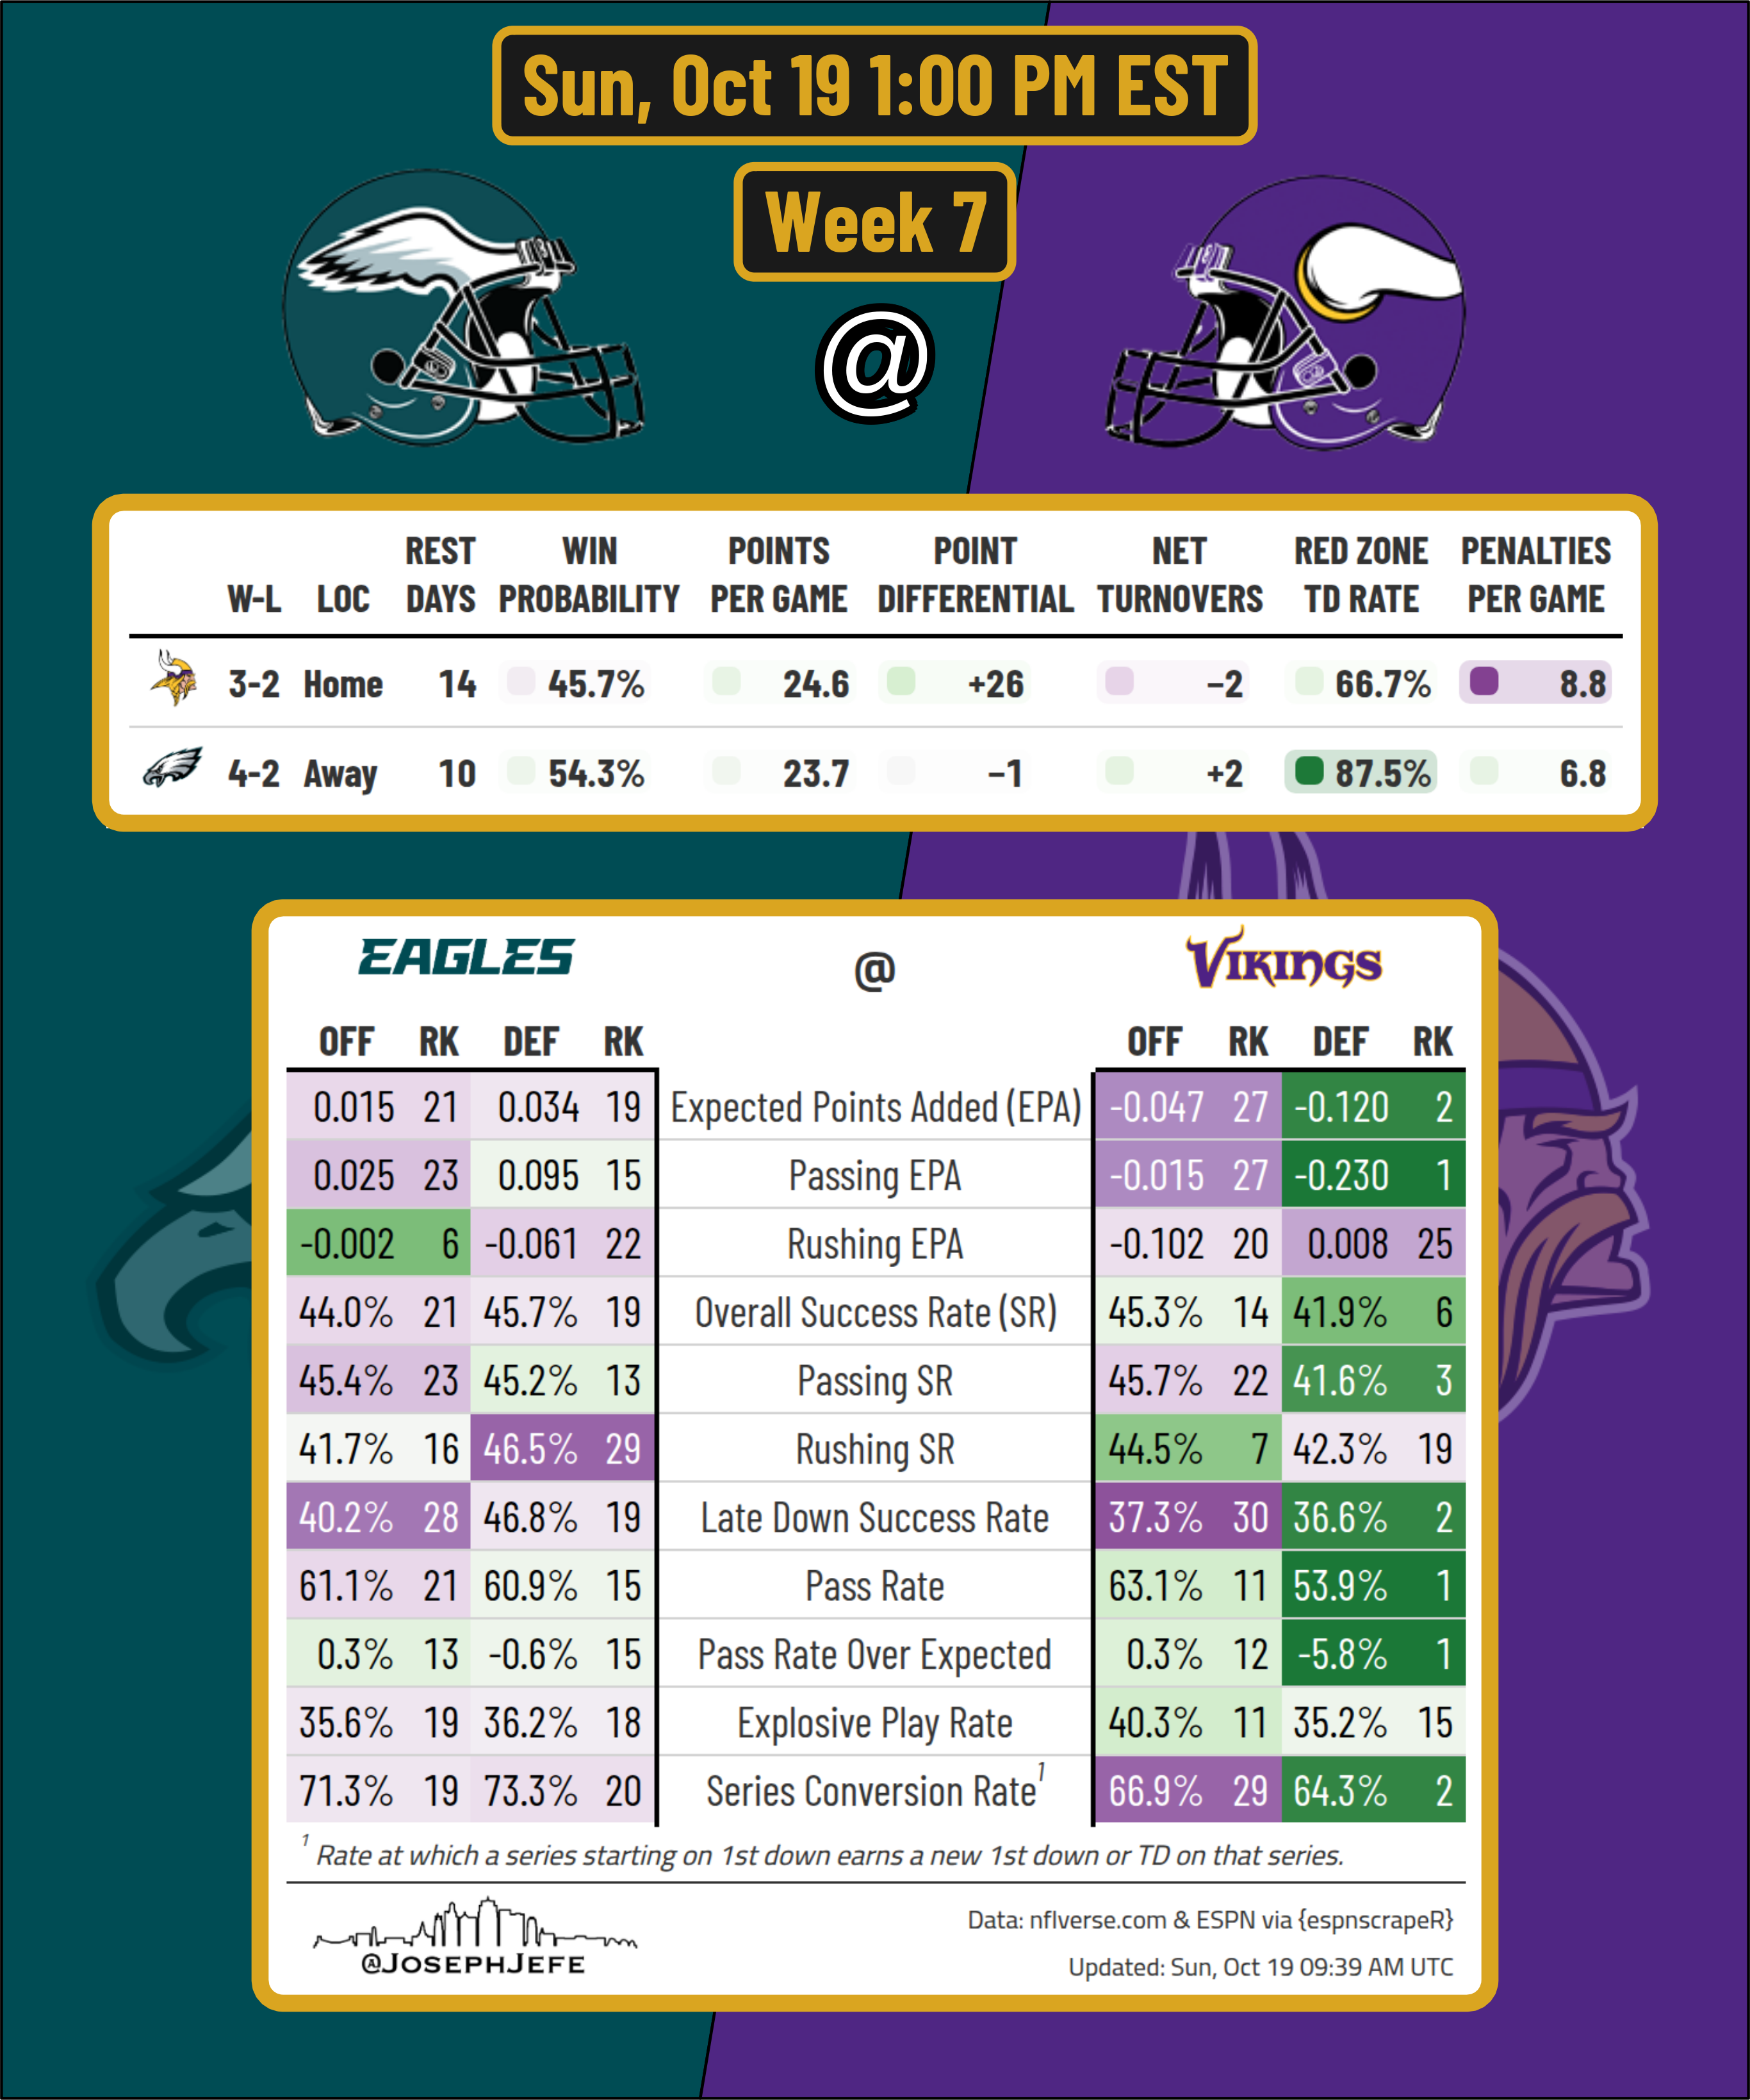 Sun, Oct 19 1:00 PM EST
Week 7
@
W-L LOC REST DAYS WIN PROBABILITY POINTS PER GAME POINT DIFFERENTIAL NET TURNOVERS RED ZONE TD RATE PENALTIES PER GAME
3-2 Home 14 45.7% 24.6 +26 −2 66.7% 8.8
4-2 Away 10 54.3% 23.7 −1 +2 87.5% 6.8
EAGLES @ VIKINGS
OFF RK DEF RK OFF RK DEF RK
0.015 21 0.034 19 Expected Points Added (EPA) -0.047 27 -0.120 2
0.025 23 0.095 15 Passing EPA -0.015 27 -0.230 1
-0.002 6 -0.061 22 Rushing EPA -0.102 20 0.008 25
44.0% 21 45.7% 19 Overall Success Rate (SR) 45.3% 14 41.9% 6
45.4% 23 45.2% 13 Passing SR 45.7% 22 41.6% 3
41.7% 16 46.5% 29 Rushing SR 44.5% 7 42.3% 19
40.2% 28 46.8% 19 Late Down Success Rate 37.3% 30 36.6% 2
61.1% 21 60.9% 15 Pass Rate 63.1% 11 53.9% 1
0.3% 13 -0.6% 15 Pass Rate Over Expected 0.3% 12 -5.8% 1
35.6% 19 36.2% 18 Explosive Play Rate 40.3% 11 35.2% 15
71.3% 19 73.3% 20 Series Conversion Rate¹ 66.9% 29 64.3% 2
¹ Rate at which a series starting on 1st down earns a new 1st down or TD on that series.
@JOSEPHJEFE
Data: nflverse.com & ESPN via {espnscrapeR}
Updated: Sun, Oct 19 09:39 AM UTC